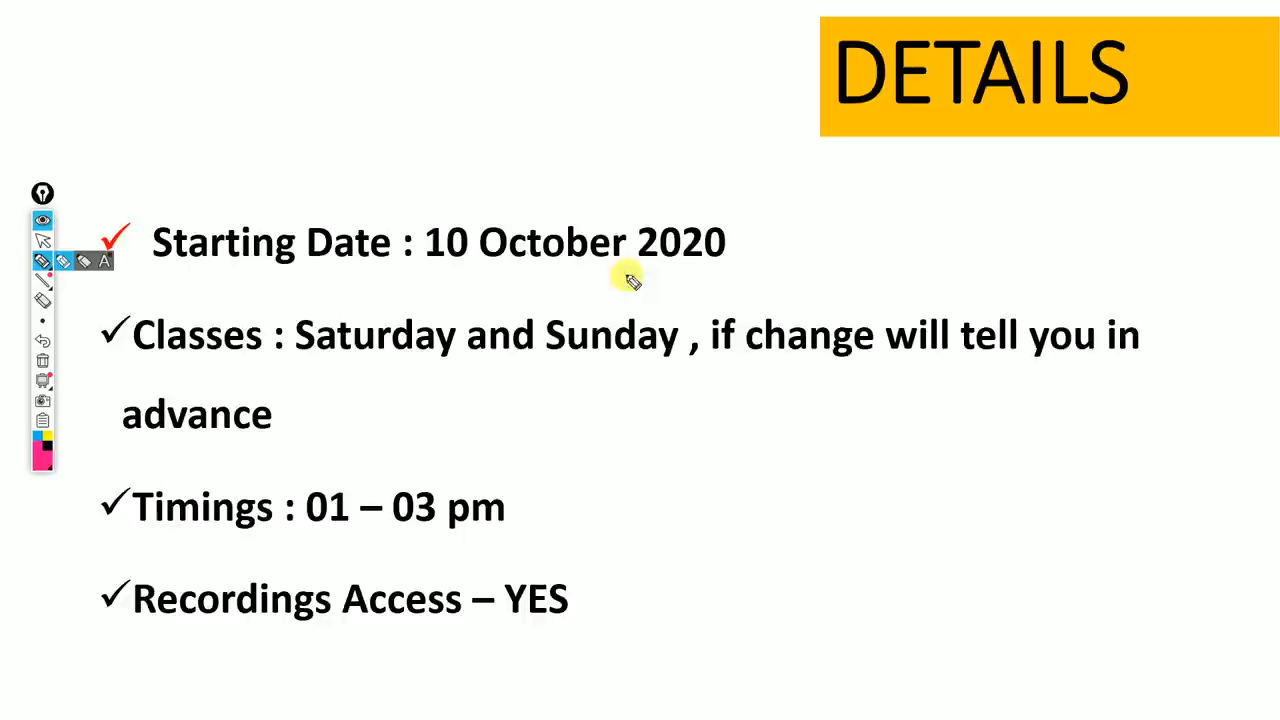 DETAILS
✓ Starting Date : 10 October 2020
✓Classes : Saturday and Sunday , if change will tell you in
advance
✓Timings : 01 – 03 pm
✓Recordings Access – YES
A